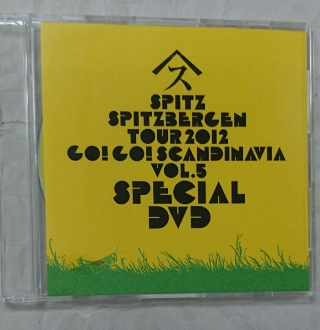 ス
SPITZ
SPITZBERGEN
TOUR 2012
GO! GO! SCANDINAVIA
VOL.5
SPECIAL
DVD